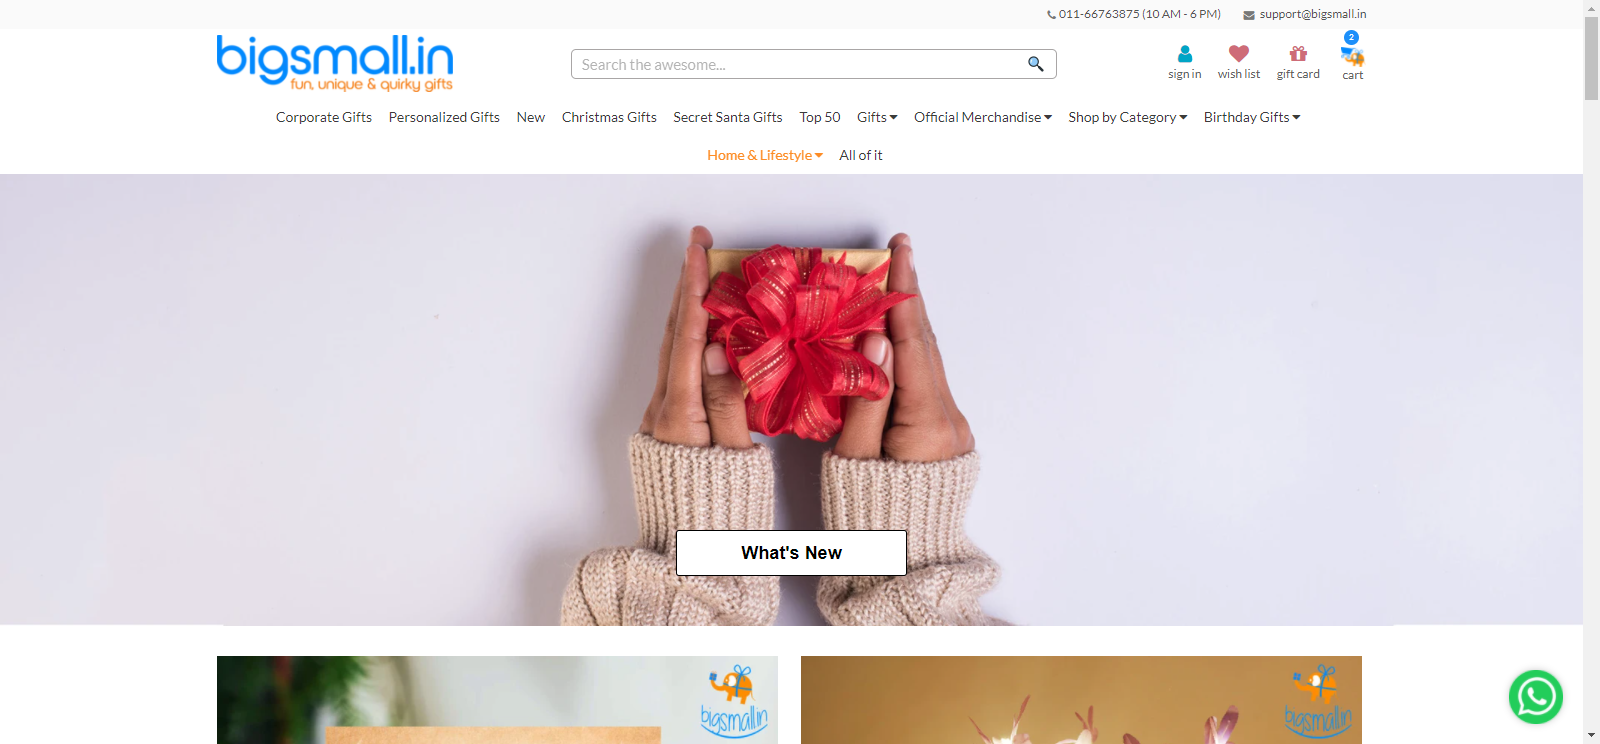 011-66763875 (10 AM - 6 PM) support@bigsmall.in
bigsmall.in
fun, unique & quirky gifts
Search the awesome...
sign in
wish list
gift card
2
cart
Corporate Gifts Personalized Gifts New Christmas Gifts Secret Santa Gifts Top 50 Gifts Official Merchandise Shop by Category Birthday Gifts
Home & Lifestyle All of it
What's New
bigsmall.in
bigsmall.in